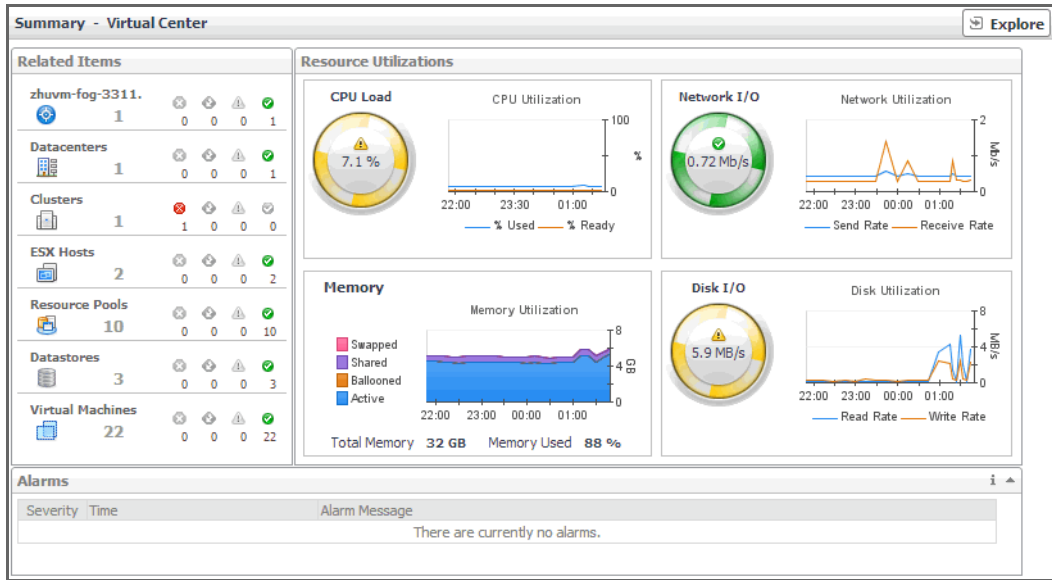 Summary - Virtual Center
Explore
Related Items
zhuvm-fog-3311.
1
0 0 0 1
Datacenters
1
0 0 0 1
Clusters
1
1 0 0 0
ESX Hosts
2
0 0 0 2
Resource Pools
10
0 0 0 10
Datastores
3
0 0 0 3
Virtual Machines
22
0 0 0 22
Resource Utilizations
CPU Load
7.1 %
CPU Utilization
100
%
0
22:00 23:30 01:00
% Used % Ready
Network I/O
0.72 Mb/s
Network Utilization
2
Mb/s
0
22:00 23:00 00:00 01:00
Send Rate Receive Rate
Memory
Memory Utilization
Swapped
Shared
Ballooned
Active
8
4
GB
0
22:00 23:00 00:00 01:00
Total Memory 32 GB Memory Used 88 %
Disk I/O
5.9 MB/s
Disk Utilization
8
4
MB/s
0
22:00 23:00 00:00 01:00
Read Rate Write Rate
Alarms
i
Severity Time Alarm Message
There are currently no alarms.